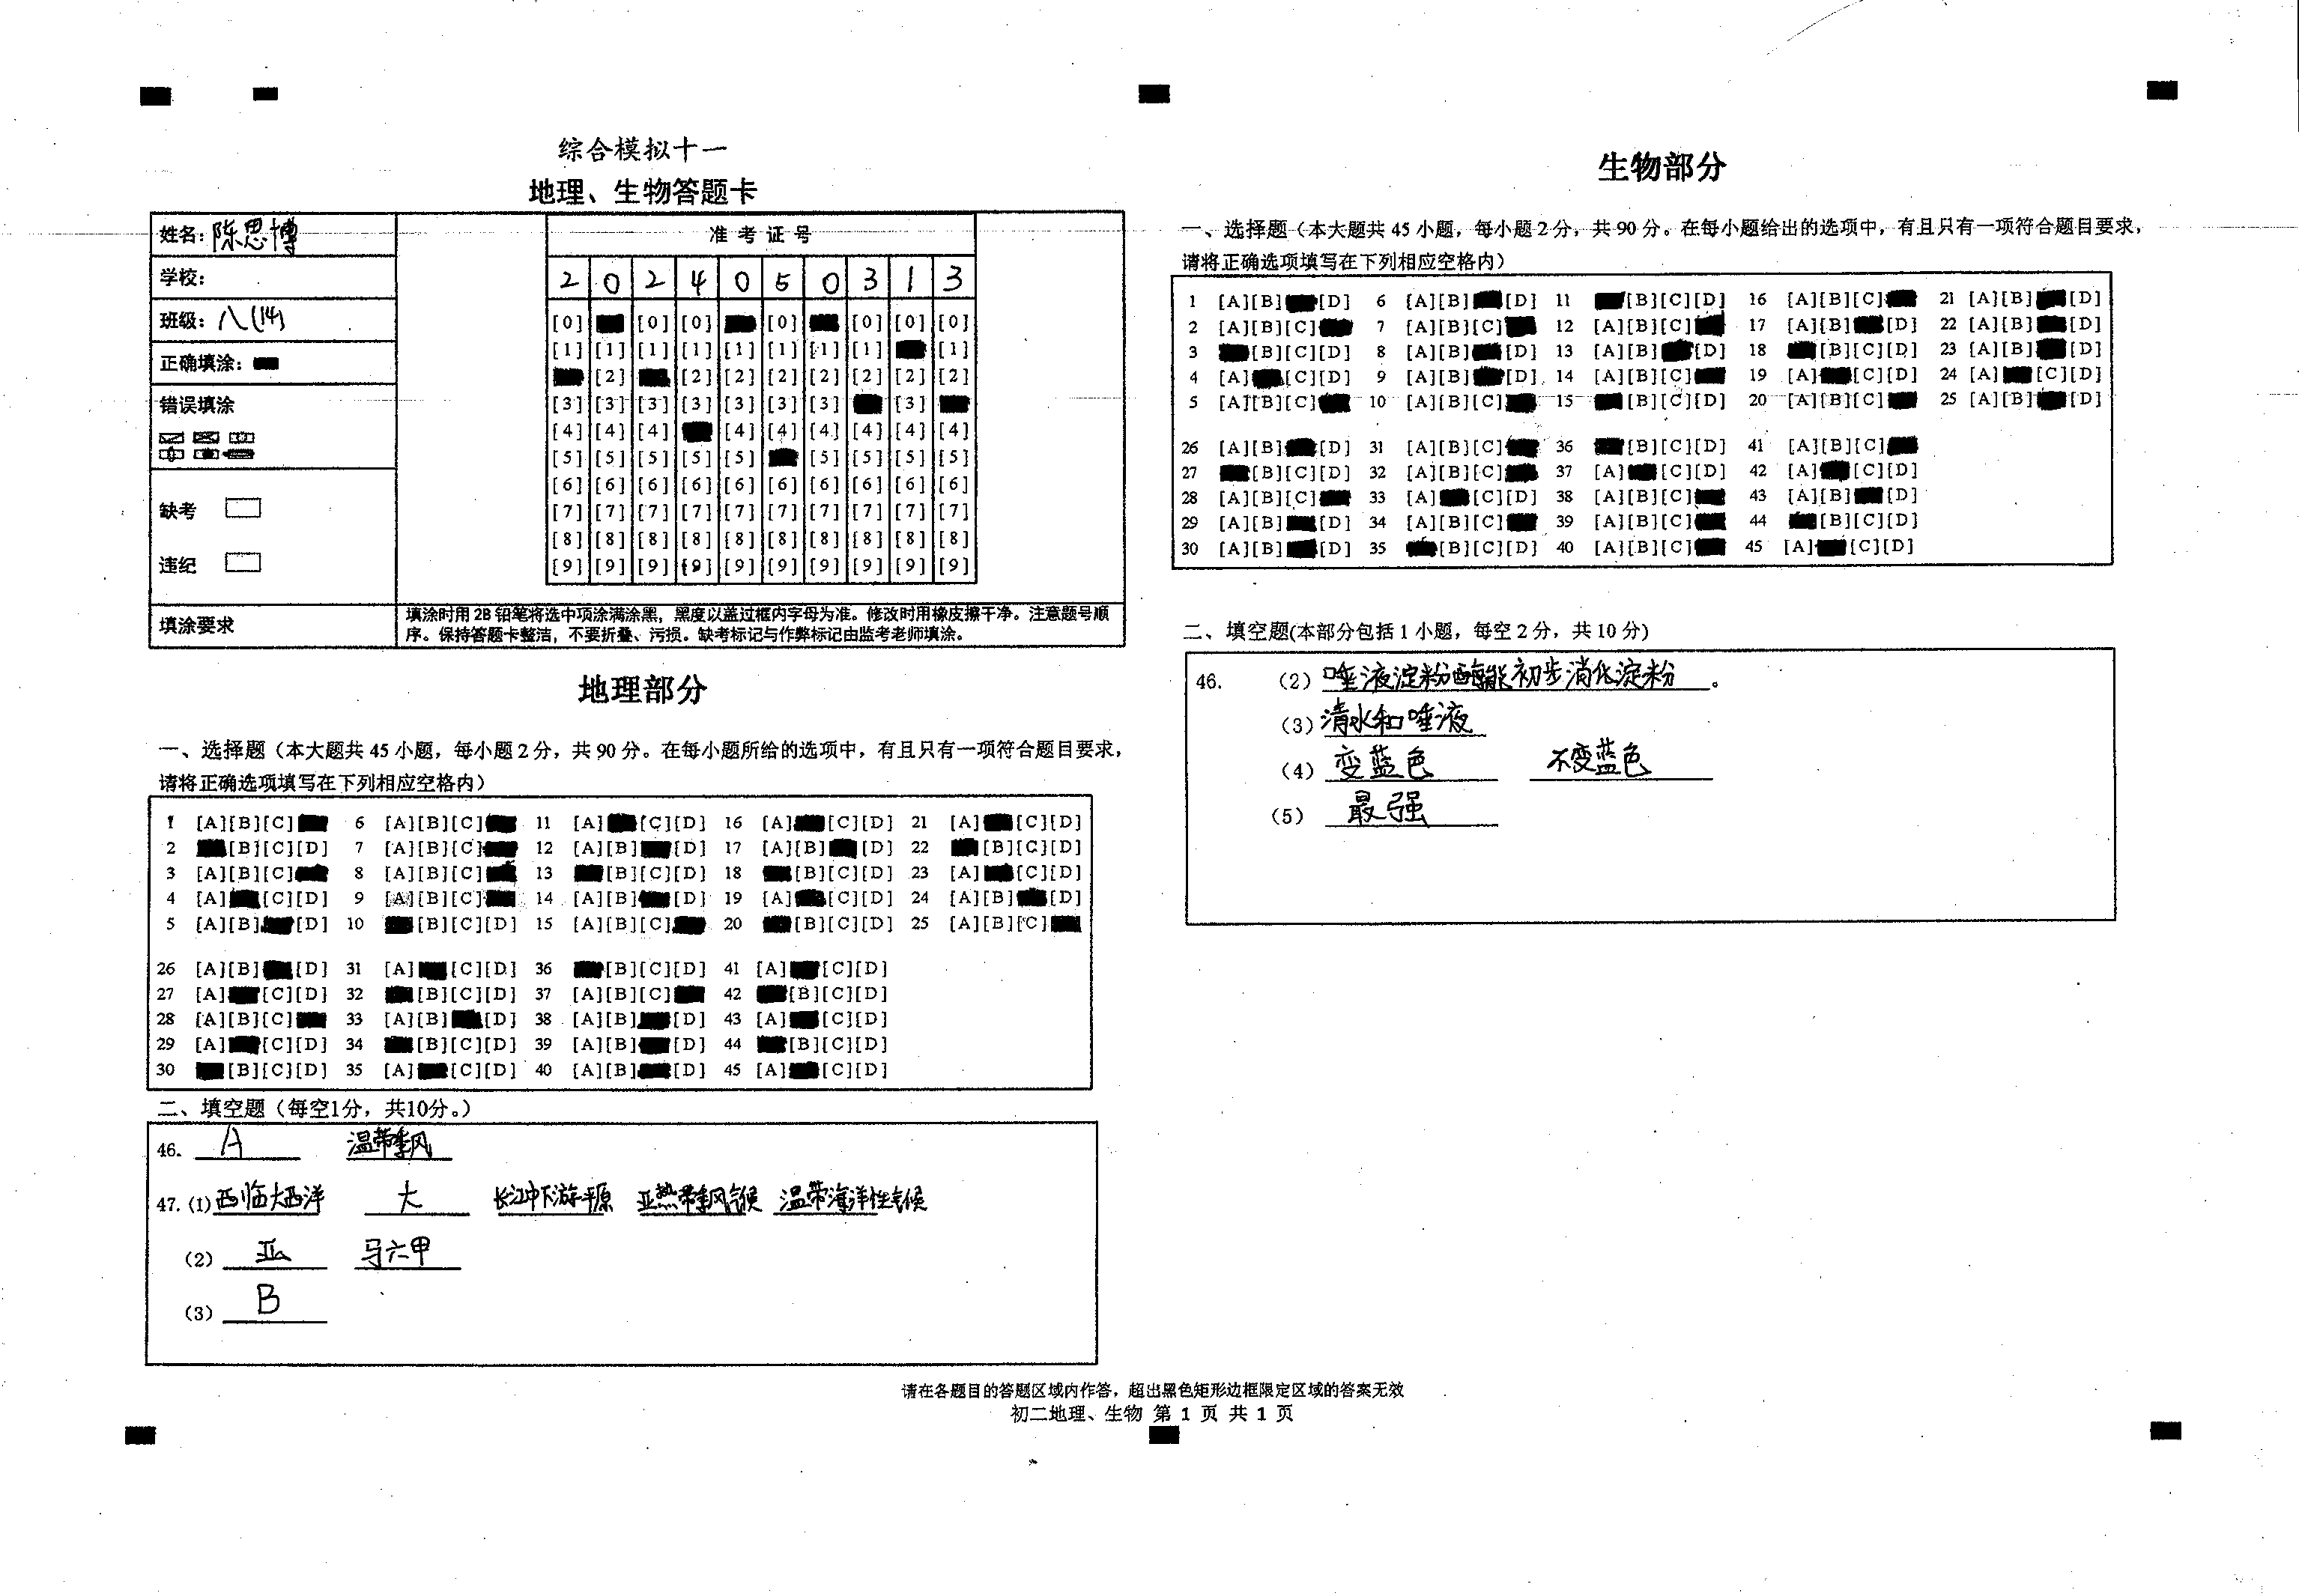 综合模拟十一
地理、生物答题卡
姓名：陈思博
学校：
班级：八(14)
正确填涂：
错误填涂
缺考
违纪
准考证号
2 0 2 4 0 5 0 3 1 3
[0] [0] [0] [0] [0] [0] [0]
[1] [1] [1] [1] [1] [1] [1] [1] [1]
[2] [2] [2] [2] [2] [2] [2] [2]
[3] [3] [3] [3] [3] [3] [3] [3]
[4] [4] [4] [4] [4] [4] [4] [4] [4]
[5] [5] [5] [5] [5] [5] [5] [5] [5]
[6] [6] [6] [6] [6] [6] [6] [6] [6] [6]
[7] [7] [7] [7] [7] [7] [7] [7] [7] [7]
[8] [8] [8] [8] [8] [8] [8] [8] [8] [8]
[9] [9] [9] [9] [9] [9] [9] [9] [9] [9]
填涂要求
填涂时用 2B 铅笔将选中项涂满涂黑，黑度以盖过框内字母为准。修改时用橡皮擦干净。注意题号顺
序。保持答题卡整洁，不要折叠、污损。缺考标记与作弊标记由监考老师填涂。
地理部分
一、选择题（本大题共 45 小题，每小题 2 分，共 90 分。在每小题所给的选项中，有且只有一项符合题目要求，
请将正确选项填写在下列相应空格内）
1 [A][B][C] 6 [A][B][C] 11 [A] [C][D] 16 [A] [C][D] 21 [A] [C][D]
2 [B][C][D] 7 [A][B][C] 12 [A][B] [D] 17 [A][B] [D] 22 [B][C][D]
3 [A][B][C] 8 [A][B][C] 13 [B][C][D] 18 [B][C][D] 23 [A] [C][D]
4 [A] [C][D] 9 [A][B][C] 14 [A][B] [D] 19 [A] [C][D] 24 [A][B] [D]
5 [A][B] [D] 10 [B][C][D] 15 [A][B][C] 20 [B][C][D] 25 [A][B][C]
26 [A][B] [D] 31 [A] [C][D] 36 [B][C][D] 41 [A] [C][D]
27 [A] [C][D] 32 [B][C][D] 37 [A][B][C] 42 [B][C][D]
28 [A][B][C] 33 [A][B] [D] 38 [A][B] [D] 43 [A] [C][D]
29 [A] [C][D] 34 [B][C][D] 39 [A][B] [D] 44 [B][C][D]
30 [B][C][D] 35 [A] [C][D] 40 [A][B] [D] 45 [A] [C][D]
二、填空题（每空1分，共10分。）
46. A 温带季风
47. (1) 西临大西洋 大 长江中下游平原 亚热带季风气候 温带海洋性气候
(2) 亚 马六甲
(3) B
生物部分
一、选择题（本大题共 45 小题，每小题 2 分，共 90 分。在每小题给出的选项中，有且只有一项符合题目要求，
请将正确选项填写在下列相应空格内）
1 [A][B] [D] 6 [A][B] [D] 11 [B][C][D] 16 [A][B][C] 21 [A][B] [D]
2 [A][B][C] 7 [A][B][C] 12 [A][B][C] 17 [A][B] [D] 22 [A][B] [D]
3 [B][C][D] 8 [A][B] [D] 13 [A][B] [D] 18 [B][C][D] 23 [A][B] [D]
4 [A] [C][D] 9 [A][B] [D] 14 [A][B][C] 19 [A] [C][D] 24 [A] [C][D]
5 [A][B][C] 10 [A][B][C] 15 [B][C][D] 20 [A][B][C] 25 [A][B] [D]
26 [A][B] [D] 31 [A][B][C] 36 [B][C][D] 41 [A][B][C]
27 [B][C][D] 32 [A][B][C] 37 [A] [C][D] 42 [A] [C][D]
28 [A][B][C] 33 [A] [C][D] 38 [A][B][C] 43 [A][B] [D]
29 [A][B] [D] 34 [A][B][C] 39 [A][B][C] 44 [B][C][D]
30 [A][B] [D] 35 [B][C][D] 40 [A][B][C] 45 [A] [C][D]
二、填空题(本部分包括 1 小题，每空 2 分，共 10 分)
46. (2) 唾液淀粉酶能初步消化淀粉。
(3) 清水和唾液
(4) 变蓝色 不变蓝色
(5) 最强
请在各题目的答题区域内作答，超出黑色矩形边框限定区域的答案无效
初二地理、生物 第 1 页 共 1 页